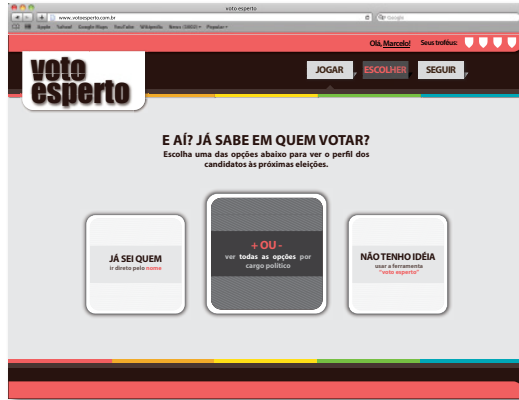 voto esperto
www.votoesperto.com.br
Google
Apple Yahoo! Google Maps YouTube Wikipedia News (1002) Popular
Olá, Marcelo! Seus troféus:
voto
esperto
JOGAR ESCOLHER SEGUIR
E AÍ? JÁ SABE EM QUEM VOTAR?
Escolha uma das opções abaixo para ver o perfil dos
candidatos às próximas eleições.
JÁ SEI QUEM
ir direto pelo nome
+ OU -
ver todas as opções por
cargo político
NÃO TENHO IDÉIA
usar a ferramenta
“voto esperto”